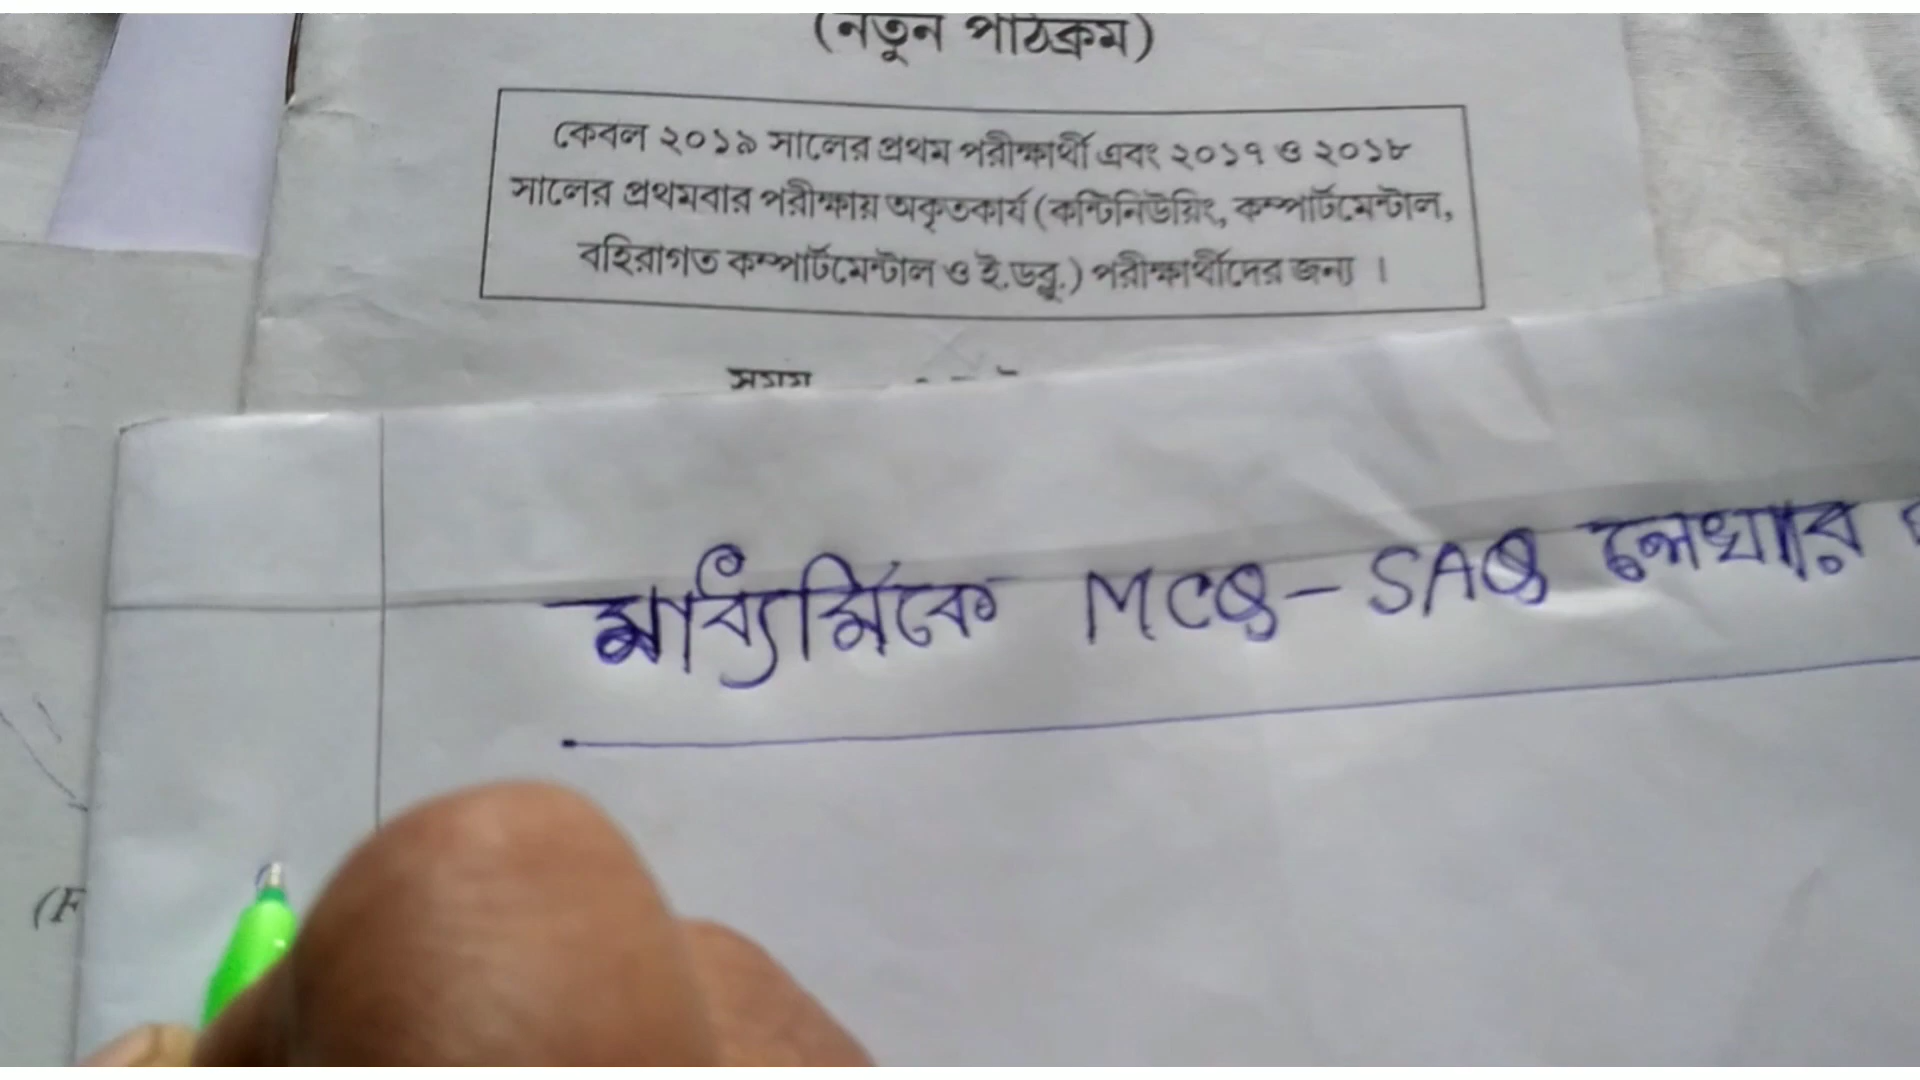 (নতুন পাঠক্রম)
কেবল ২০১৯ সালের প্রথম পরীক্ষার্থী এবং ২০১৭ ও ২০১৮
সালের প্রথমবার পরীক্ষায় অকৃতকার্য (কন্টিনিউয়িং, কম্পার্টমেন্টাল,
বহিরাগত কম্পার্টমেন্টাল ও ই.ডব্লু.) পরীক্ষার্থীদের জন্য ।
সময়
মাধ্যমিকে MCQ - SAQ লেখার
(F